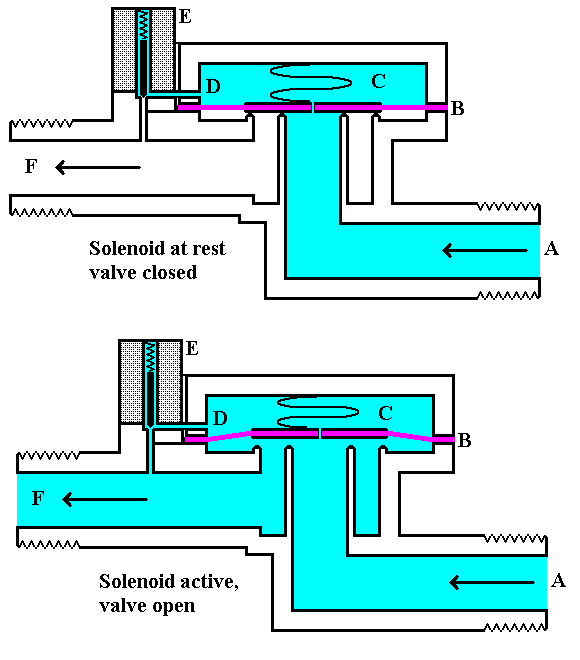 E
D
C
B
F
A
Solenoid at rest
valve closed
E
D
C
B
F
A
Solenoid active,
valve open